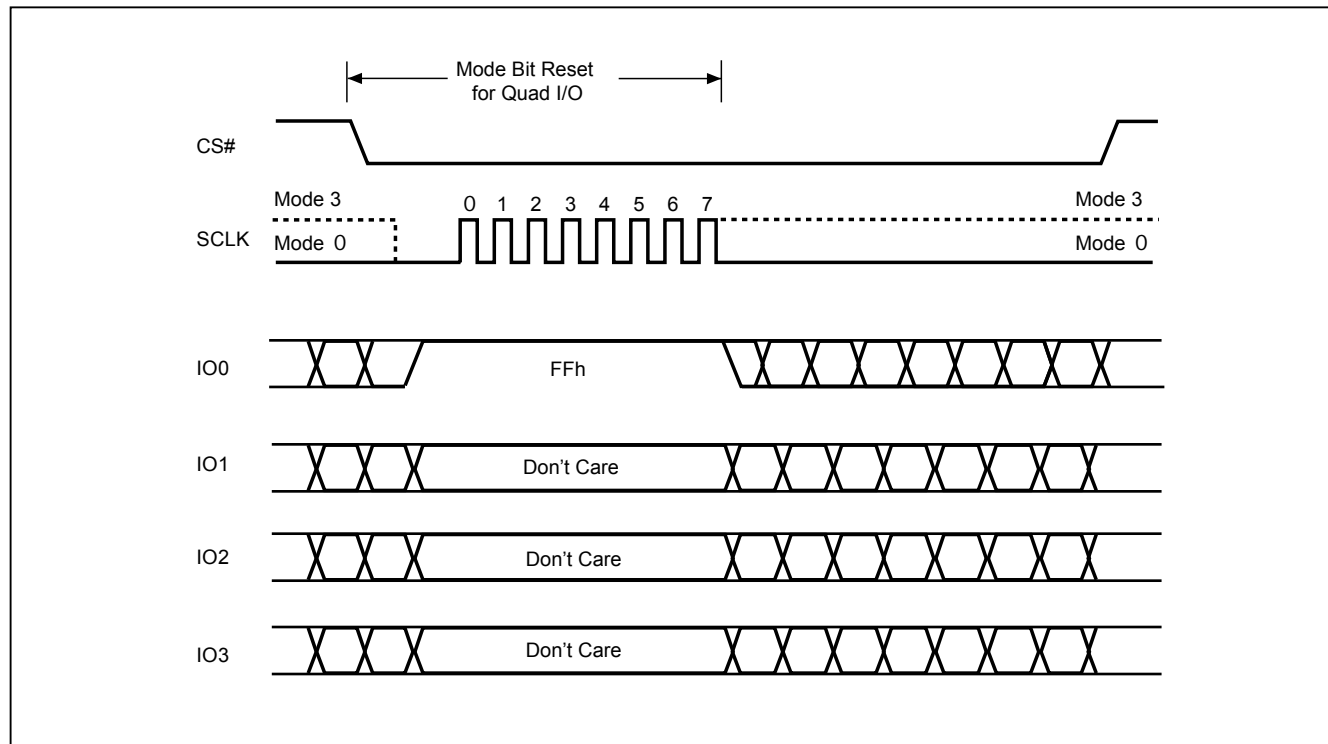 Mode Bit Reset
for Quad I/O
CS#
Mode 3
Mode 3
0 1 2 3 4 5 6 7
SCLK
Mode 0
Mode 0
IO0
FFh
IO1
Don't Care
IO2
Don't Care
IO3
Don't Care